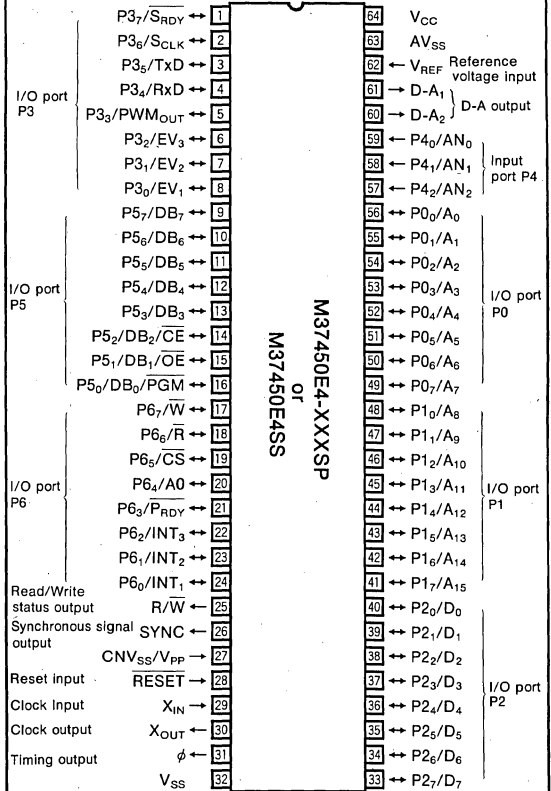 P3₇/S̅R̅D̅Y̅ 1 64 VCC
P3₆/SCLK 2 63 AVSS
P3₅/TxD 3 62 VREF Reference voltage input
P3₄/RxD 4 61 D-A₁
I/O port P3
P3₃/PWMOUT 5 60 D-A₂
D-A output
P3₂/EV₃ 6 59 P4₀/AN₀
P3₁/EV₂ 7 58 P4₁/AN₁
Input port P4
P3₀/EV₁ 8 57 P4₂/AN₂
P5₇/DB₇ 9 56 P0₀/A₀
P5₆/DB₆ 10 55 P0₁/A₁
P5₅/DB₅ 11 54 P0₂/A₂
P5₄/DB₄ 12 53 P0₃/A₃
I/O port P5
I/O port P0
P5₃/DB₃ 13 52 P0₄/A₄
P5₂/DB₂/C̅E̅ 14 51 P0₅/A₅
P5₁/DB₁/O̅E̅ 15 50 P0₆/A₆
P5₀/DB₀/P̅G̅M̅ 16 49 P0₇/A₇
M37450E4-XXXSP
or
M37450E4SS
P6₇/W̅ 17 48 P1₀/A₈
P6₆/R̅ 18 47 P1₁/A₉
P6₅/C̅S̅ 19 46 P1₂/A₁₀
P6₄/A0 20 45 P1₃/A₁₁
I/O port P6
I/O port P1
P6₃/P̅R̅D̅Y̅ 21 44 P1₄/A₁₂
P6₂/INT₃ 22 43 P1₅/A₁₃
P6₁/INT₂ 23 42 P1₆/A₁₄
P6₀/INT₁ 24 41 P1₇/A₁₅
Read/Write status output R/W̅ 25 40 P2₀/D₀
Synchronous signal output SYNC 26 39 P2₁/D₁
CNVSS/VPP 27 38 P2₂/D₂
Reset input R̅E̅S̅E̅T̅ 28 37 P2₃/D₃
I/O port P2
Clock Input XIN 29 36 P2₄/D₄
Clock output XOUT 30 35 P2₅/D₅
Timing output ϕ 31 34 P2₆/D₆
VSS 32 33 P2₇/D₇